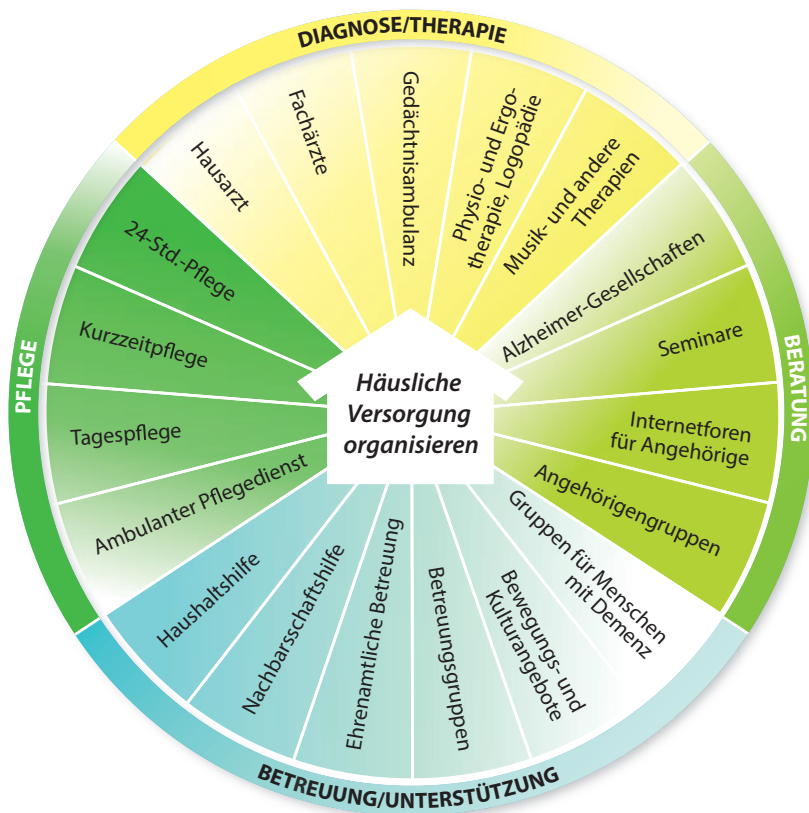 DIAGNOSE/THERAPIE
Hausarzt
Fachärzte
Gedächtnisambulanz
Physio- und Ergo-
therapie, Logopädie
Musik- und andere
Therapien
BERATUNG
Alzheimer-Gesellschaften
Seminare
Internetforen
für Angehörige
Angehörigengruppen
BETREUUNG/UNTERSTÜTZUNG
Gruppen für Menschen
mit Demenz
Bewegungs- und
Kulturangebote
Betreuungsgruppen
Ehrenamtliche Betreuung
Nachbarsschaftshilfe
Haushaltshilfe
PFLEGE
Ambulanter Pflegedienst
Tagespflege
Kurzzeitpflege
24-Std.-Pflege
Häusliche
Versorgung
organisieren